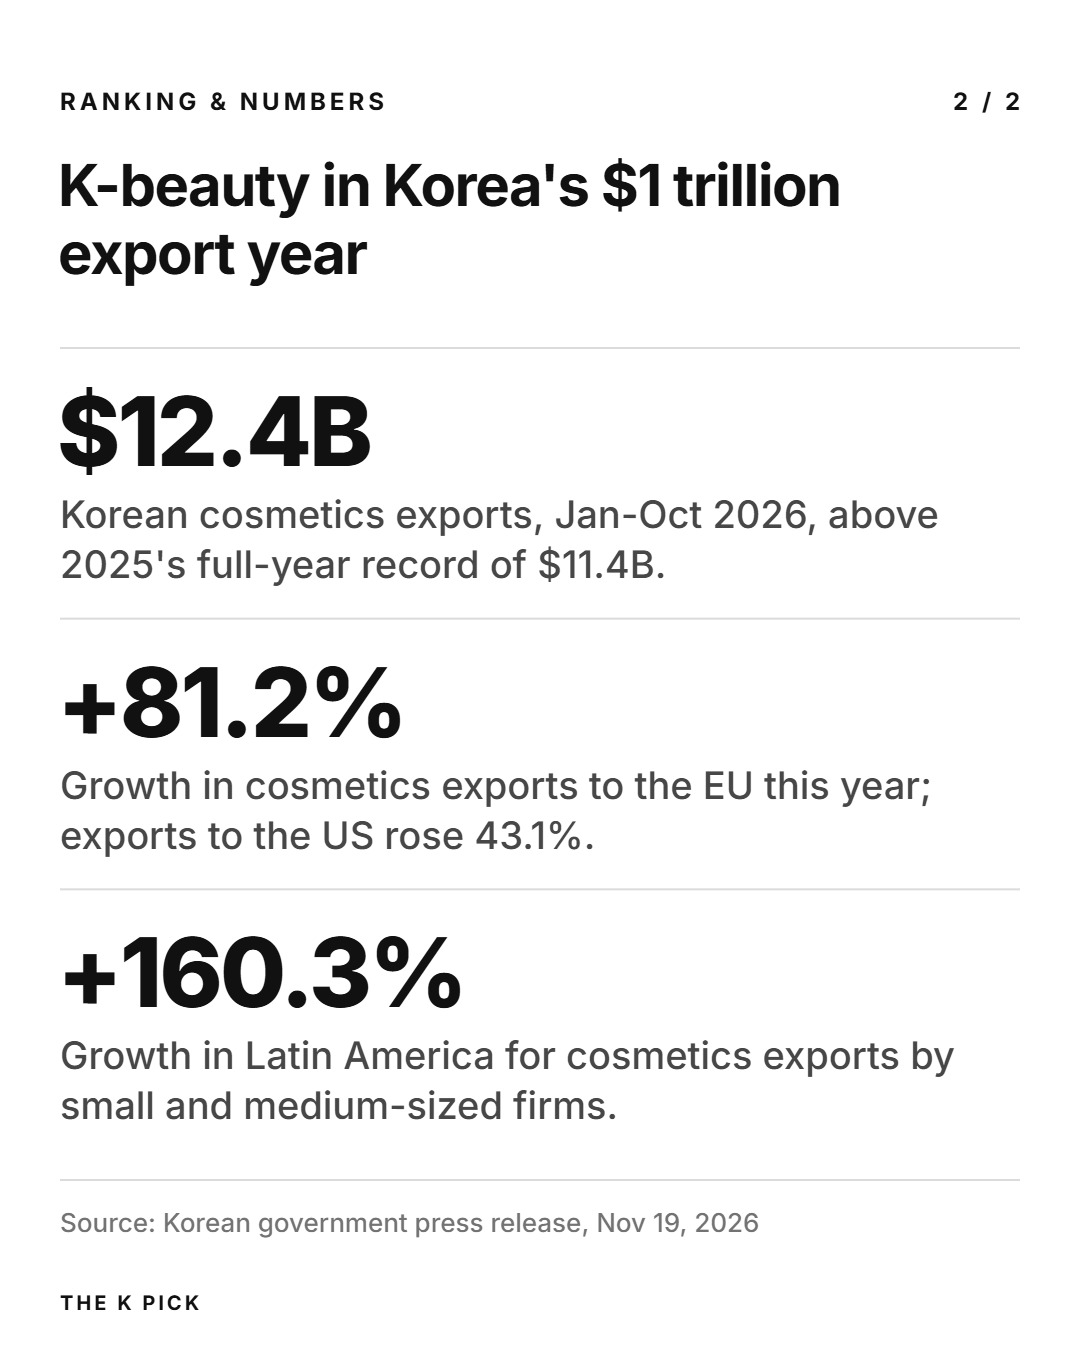 RANKING & NUMBERS
2 / 2
K-beauty in Korea's $1 trillion
export year
$12.4B
Korean cosmetics exports, Jan-Oct 2026, above
2025's full-year record of $11.4B.
+81.2%
Growth in cosmetics exports to the EU this year;
exports to the US rose 43.1%.
+160.3%
Growth in Latin America for cosmetics exports by
small and medium-sized firms.
Source: Korean government press release, Nov 19, 2026
THE K PICK